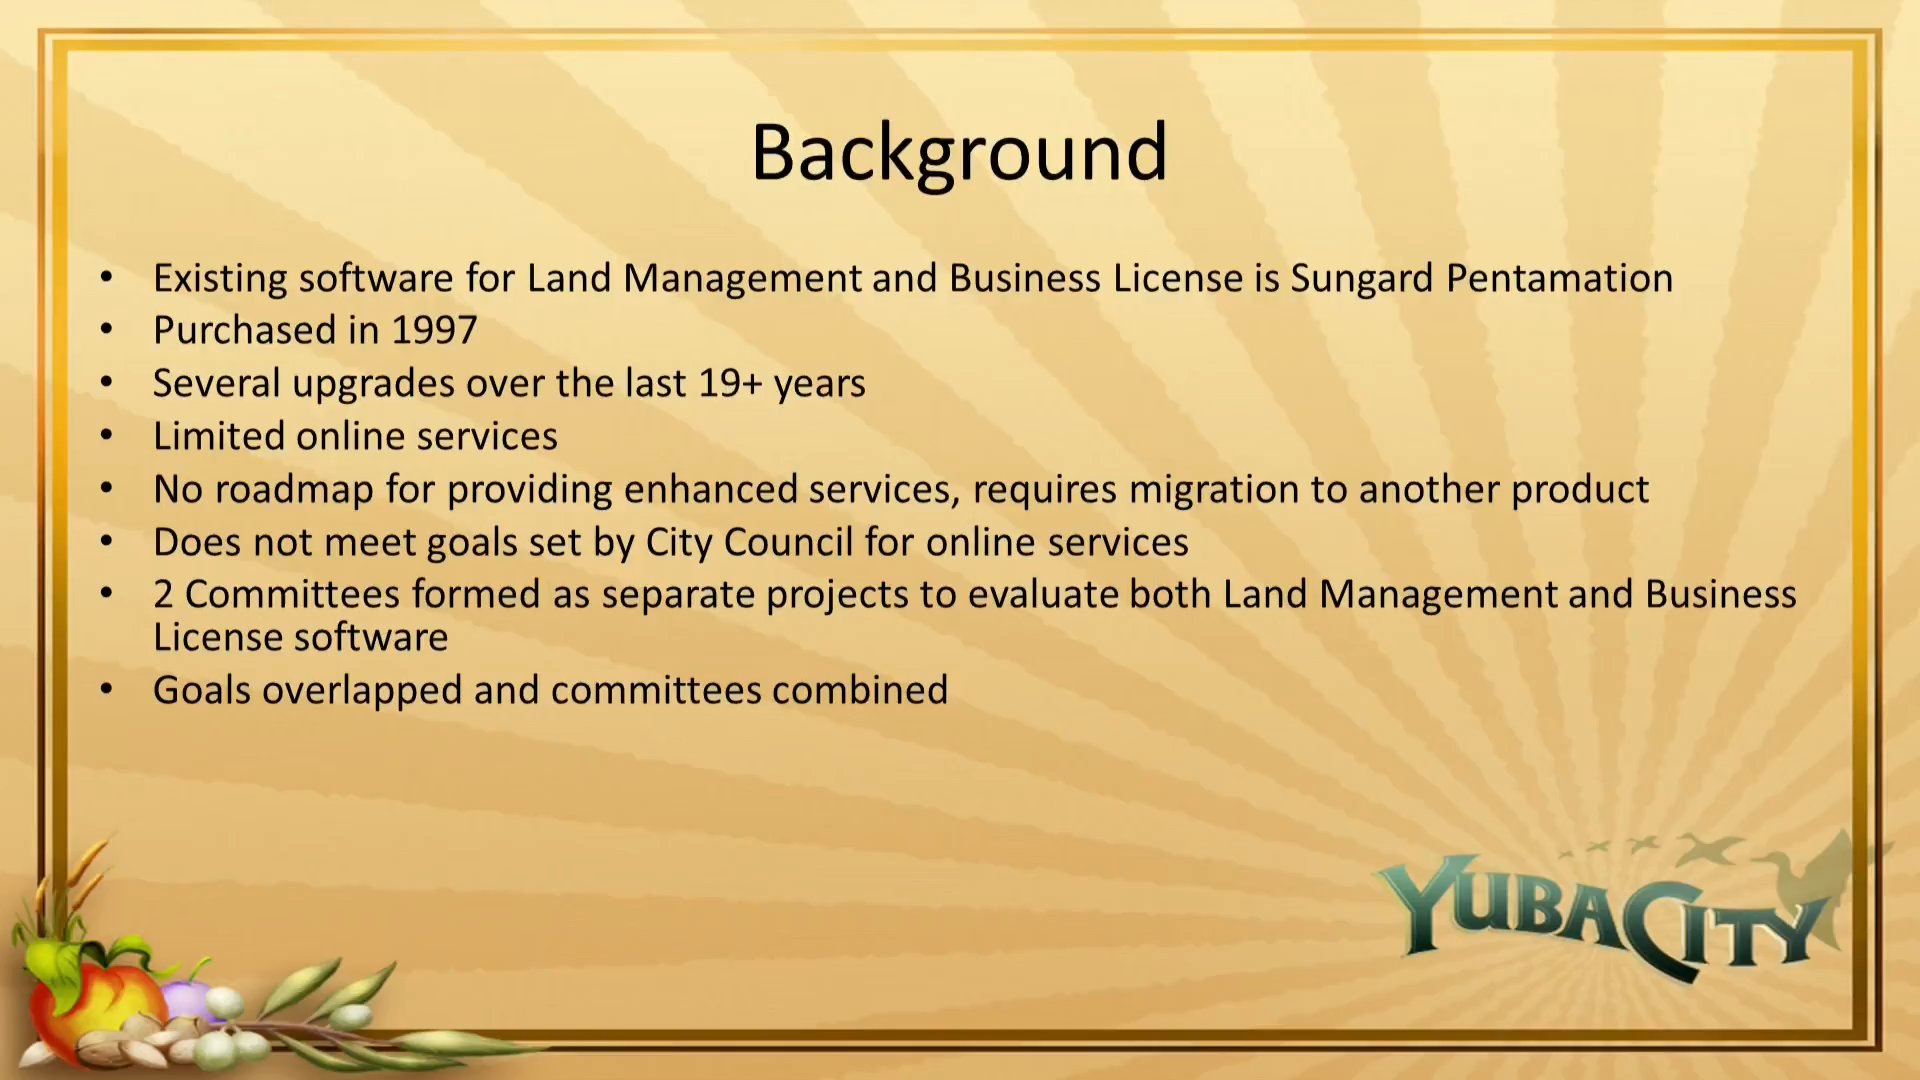 Background
• Existing software for Land Management and Business License is Sungard Pentamation
• Purchased in 1997
• Several upgrades over the last 19+ years
• Limited online services
• No roadmap for providing enhanced services, requires migration to another product
• Does not meet goals set by City Council for online services
• 2 Committees formed as separate projects to evaluate both Land Management and Business
License software
• Goals overlapped and committees combined
YUBA CITY